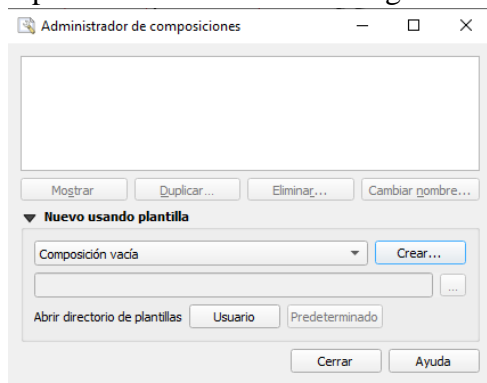 Administrador de composiciones
Mostrar Duplicar... Eliminar... Cambiar nombre...
Nuevo usando plantilla
Composición vacía Crear...
...
Abrir directorio de plantillas Usuario Predeterminado
Cerrar Ayuda